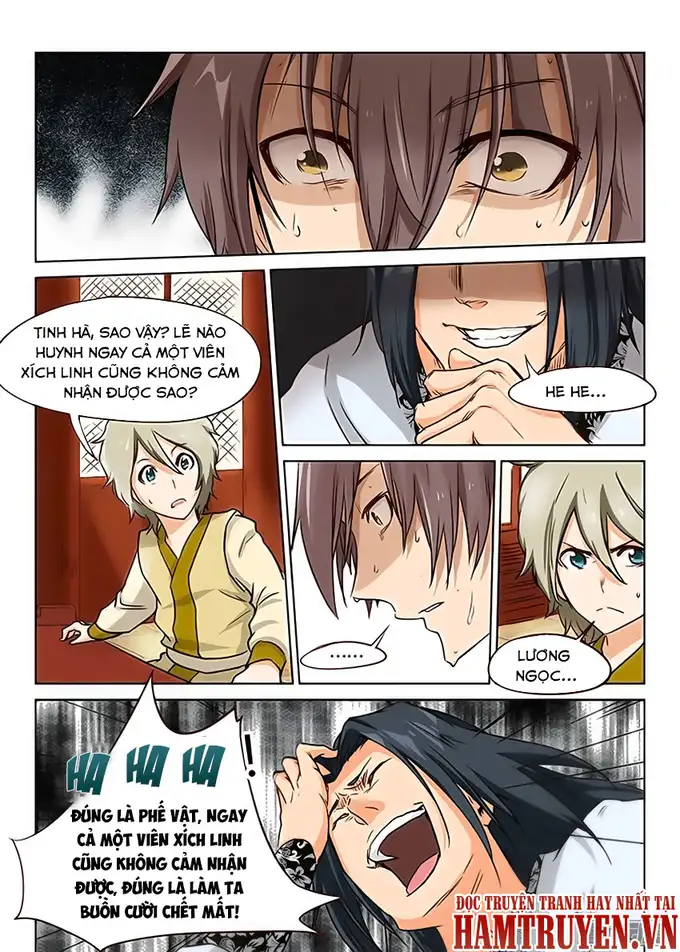 TINH HÃ, SAO VẬY? LẼ NÀO
HUYNH NGAY CẢ MỘT VIÊN
XÍCH LINH CŨNG KHÔNG CẢM
NHẬN ĐƯỢC SAO?
HE HE...
......
LƯƠNG
NGỌC...
HA HA HA !
ĐÚNG LÀ PHẾ VẬT, NGAY
CẢ MỘT VIÊN XÍCH LINH
CŨNG KHÔNG CẢM NHẬN
ĐƯỢC, ĐÚNG LÀ LÀM TA
BUỒN CƯỜI CHẾT MẤT!
ĐỌC TRUYỆN TRANH HAY NHẤT TẠI
HAMTRUYEN.VN